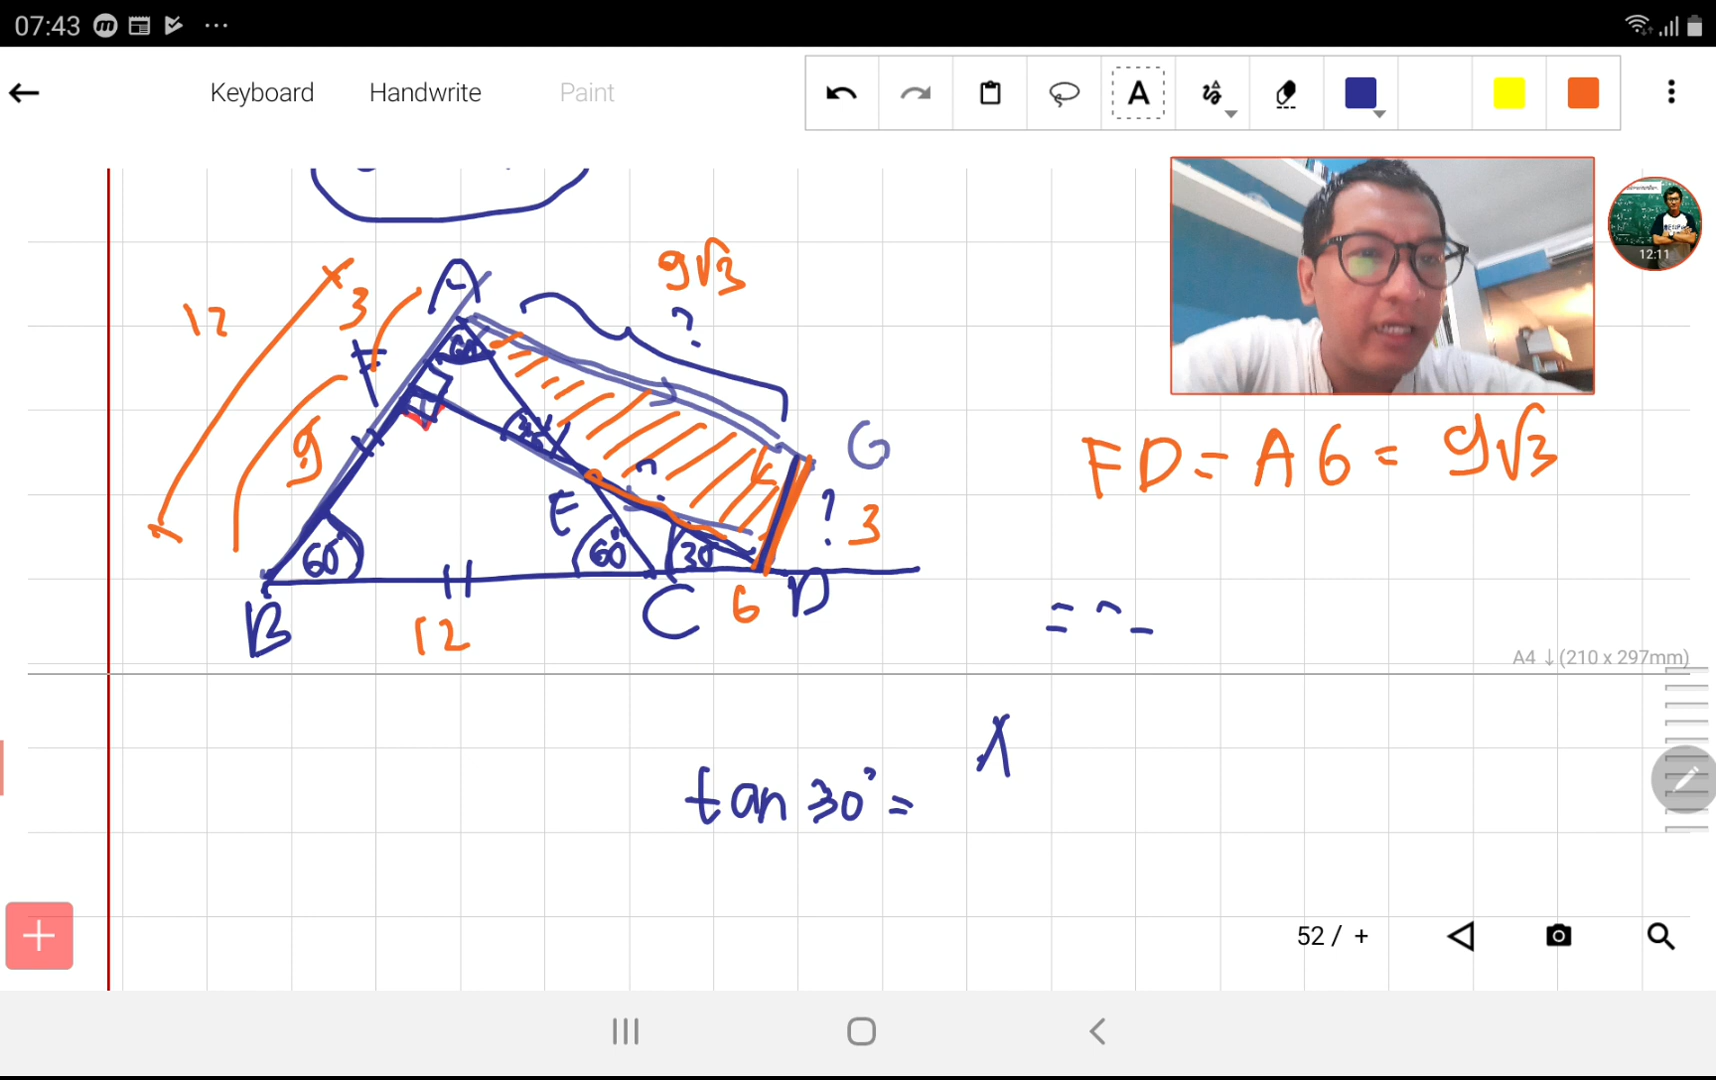 07:43
Keyboard Handwrite Paint
A
12:11
9√3
12
3
A
?
60
F
G
9
30
FD = AG = 9√3
E
?
3
60°
60°
30
B
12
C
6
D
= ? -
A4 ↓(210 x 297mm)
tan 30° =
52 / +